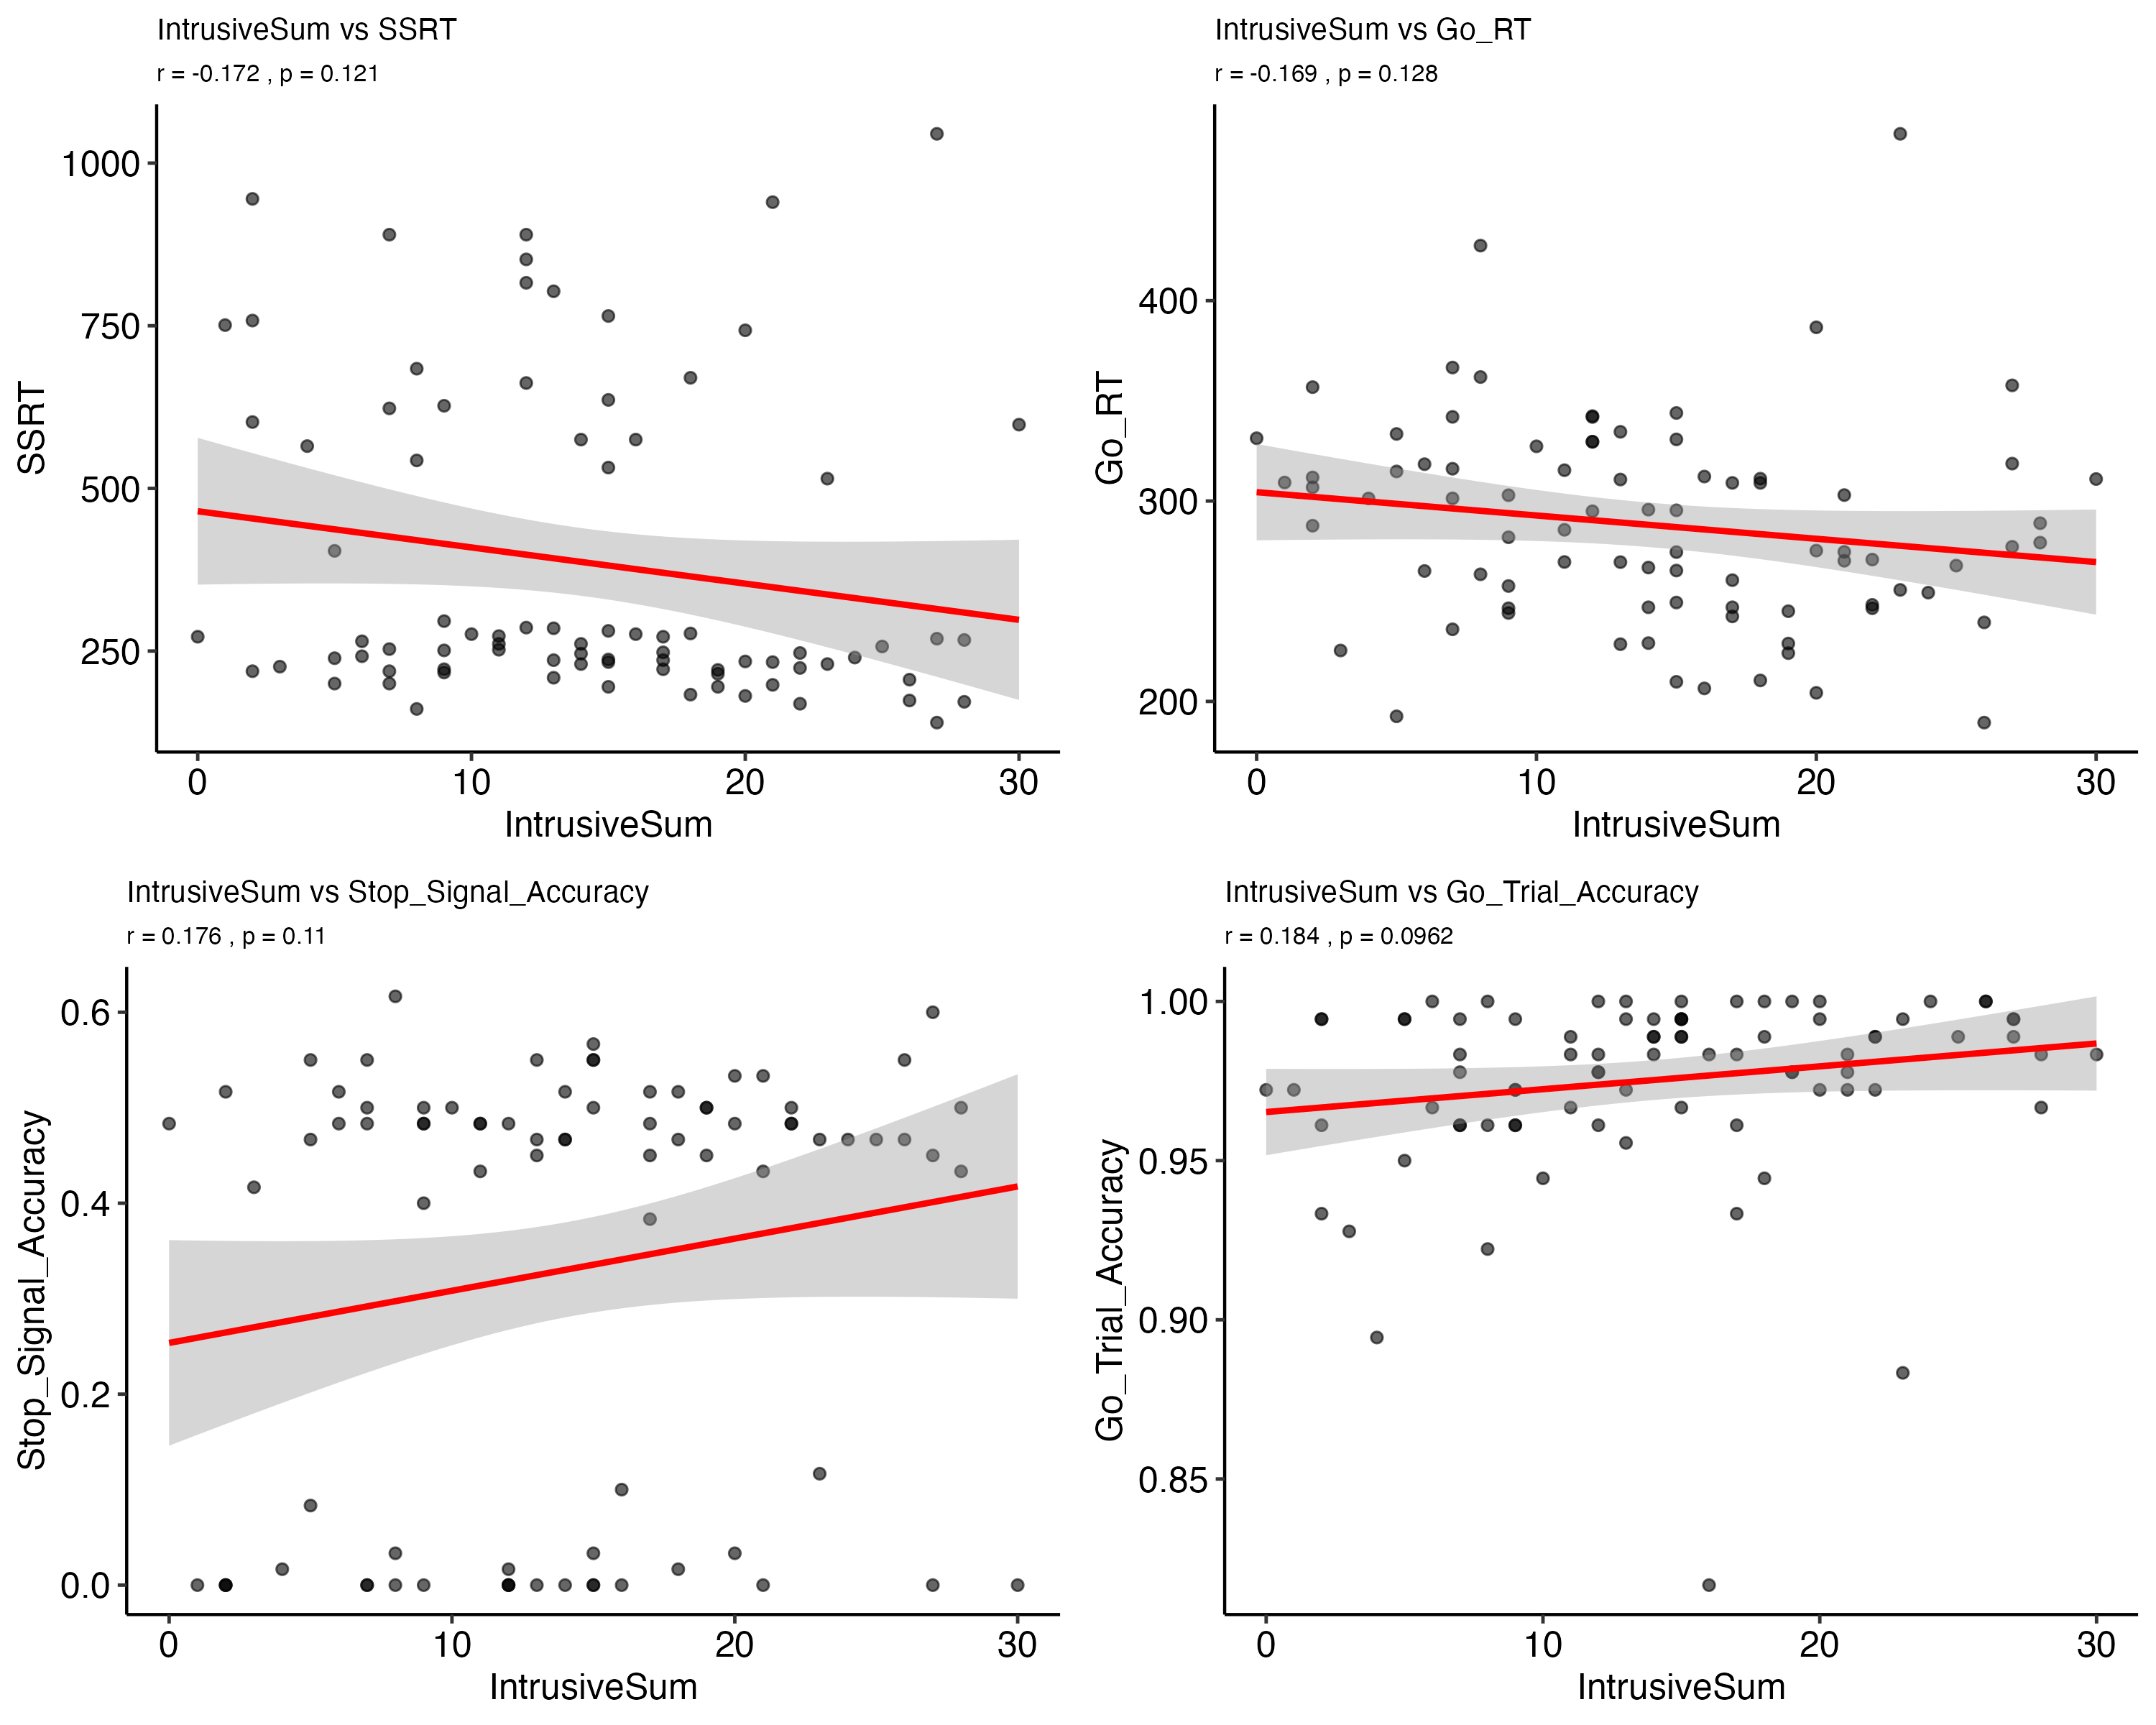 IntrusiveSum vs SSRT
r = -0.172 , p = 0.121
1000
750
500
250
SSRT
0 10 20 30
IntrusiveSum
IntrusiveSum vs Go_RT
r = -0.169 , p = 0.128
400
300
200
Go_RT
0 10 20 30
IntrusiveSum
IntrusiveSum vs Stop_Signal_Accuracy
r = 0.176 , p = 0.11
0.6
0.4
0.2
0.0
Stop_Signal_Accuracy
0 10 20 30
IntrusiveSum
IntrusiveSum vs Go_Trial_Accuracy
r = 0.184 , p = 0.0962
1.00
0.95
0.90
0.85
Go_Trial_Accuracy
0 10 20 30
IntrusiveSum